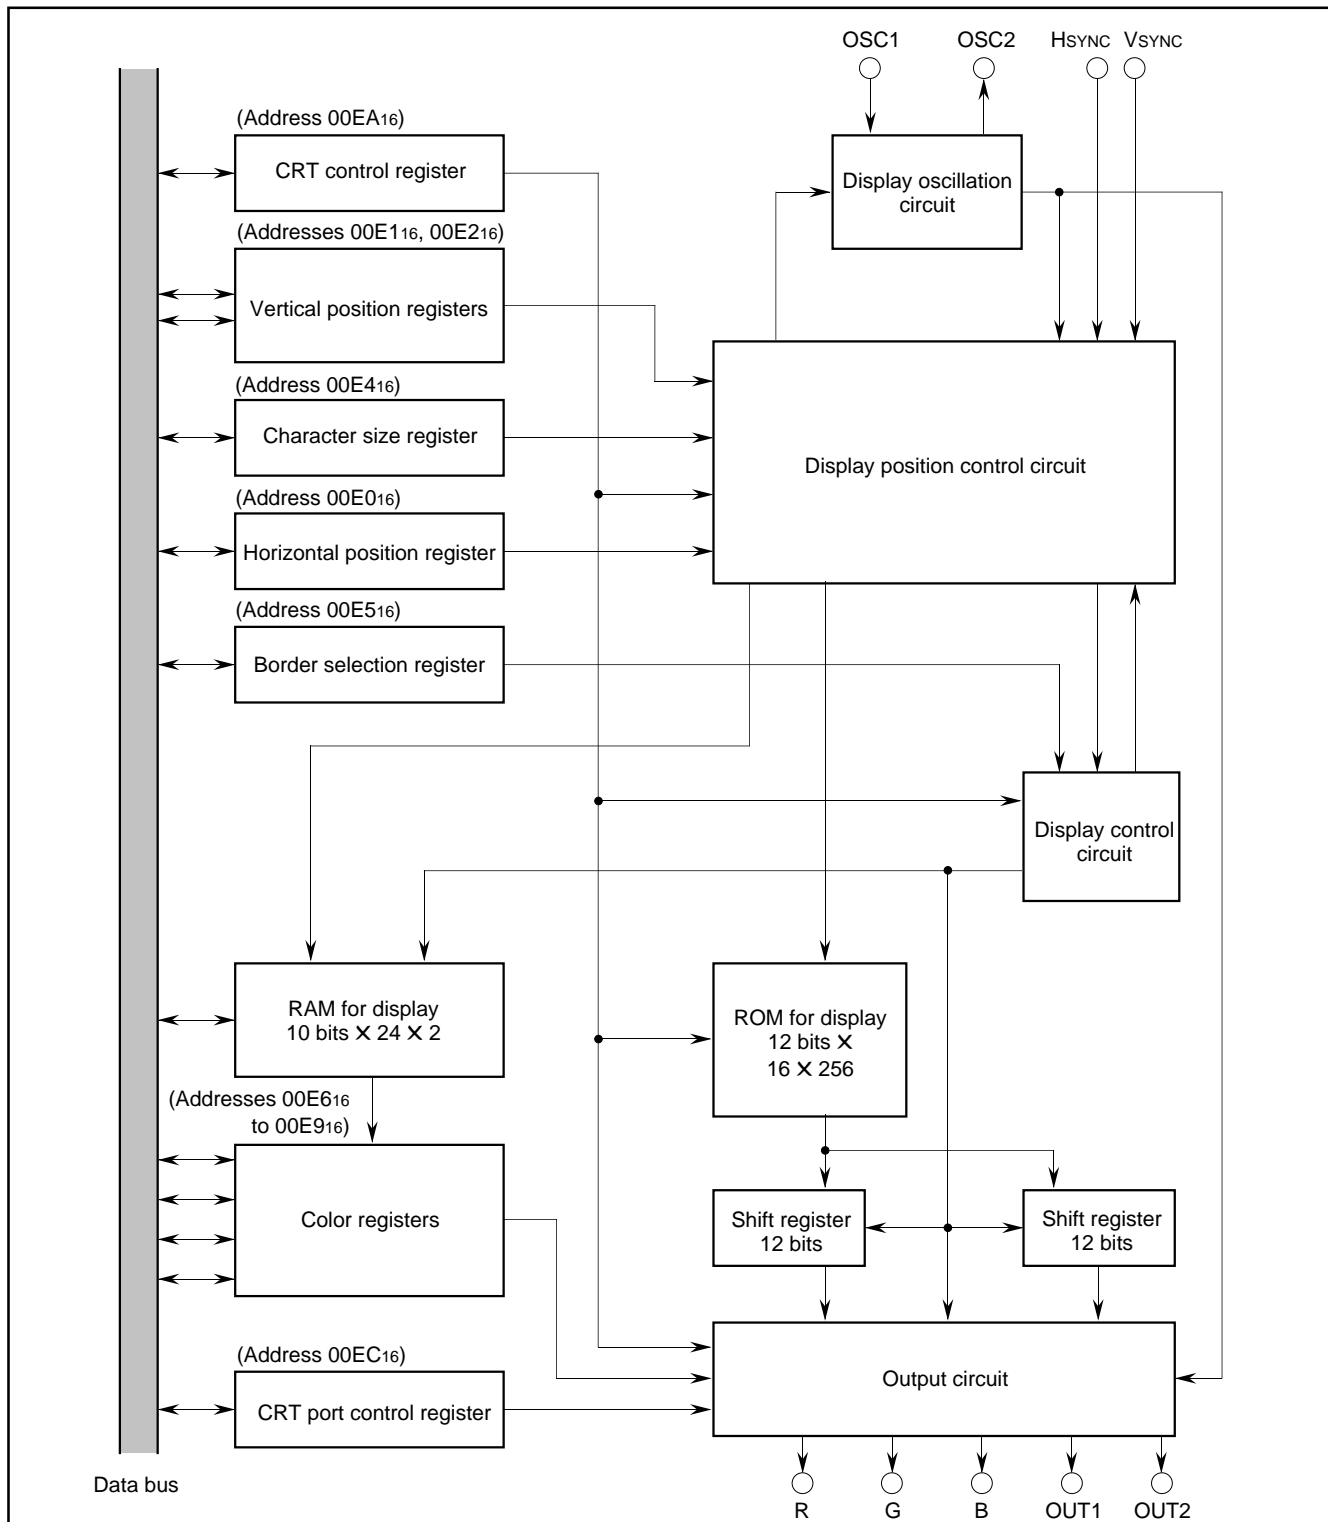 OSC1 OSC2 HSYNC VSYNC
(Address 00EA16)
CRT control register
Display oscillation
circuit
(Addresses 00E116, 00E216)
Vertical position registers
(Address 00E416)
Character size register
Display position control circuit
(Address 00E016)
Horizontal position register
(Address 00E516)
Border selection register
Display control
circuit
RAM for display
10 bits X 24 X 2
ROM for display
12 bits X
16 X 256
(Addresses 00E616
to 00E916)
Color registers
Shift register
12 bits
Shift register
12 bits
(Address 00EC16)
CRT port control register
Output circuit
Data bus
R G B OUT1 OUT2